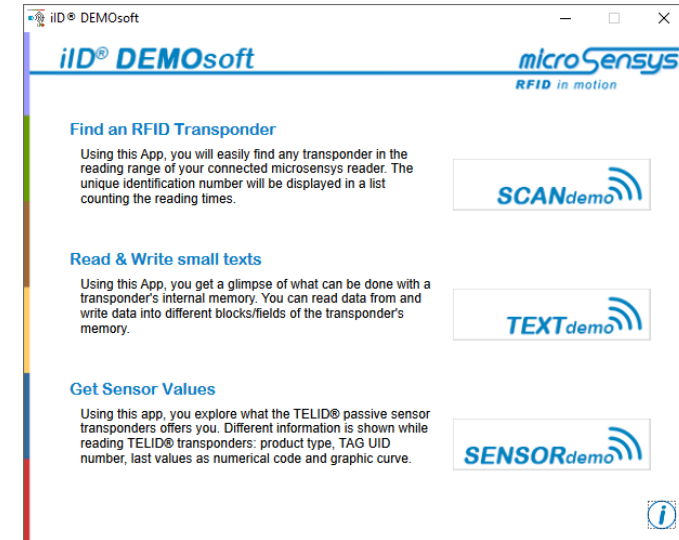 iID® DEMOsoft
iID® DEMOsoft
microSensys
RFID in motion
Find an RFID Transponder
Using this App, you will easily find any transponder in the
reading range of your connected microsensys reader. The
unique identification number will be displayed in a list
counting the reading times.
SCANdemo
Read & Write small texts
Using this App, you get a glimpse of what can be done with a
transponder's internal memory. You can read data from and
write data into different blocks/fields of the transponder's
memory.
TEXTdemo
Get Sensor Values
Using this app, you explore what the TELID® passive sensor
transponders offers you. Different information is shown while
reading TELID® transponders: product type, TAG UID
number, last values as numerical code and graphic curve.
SENSORdemo
i